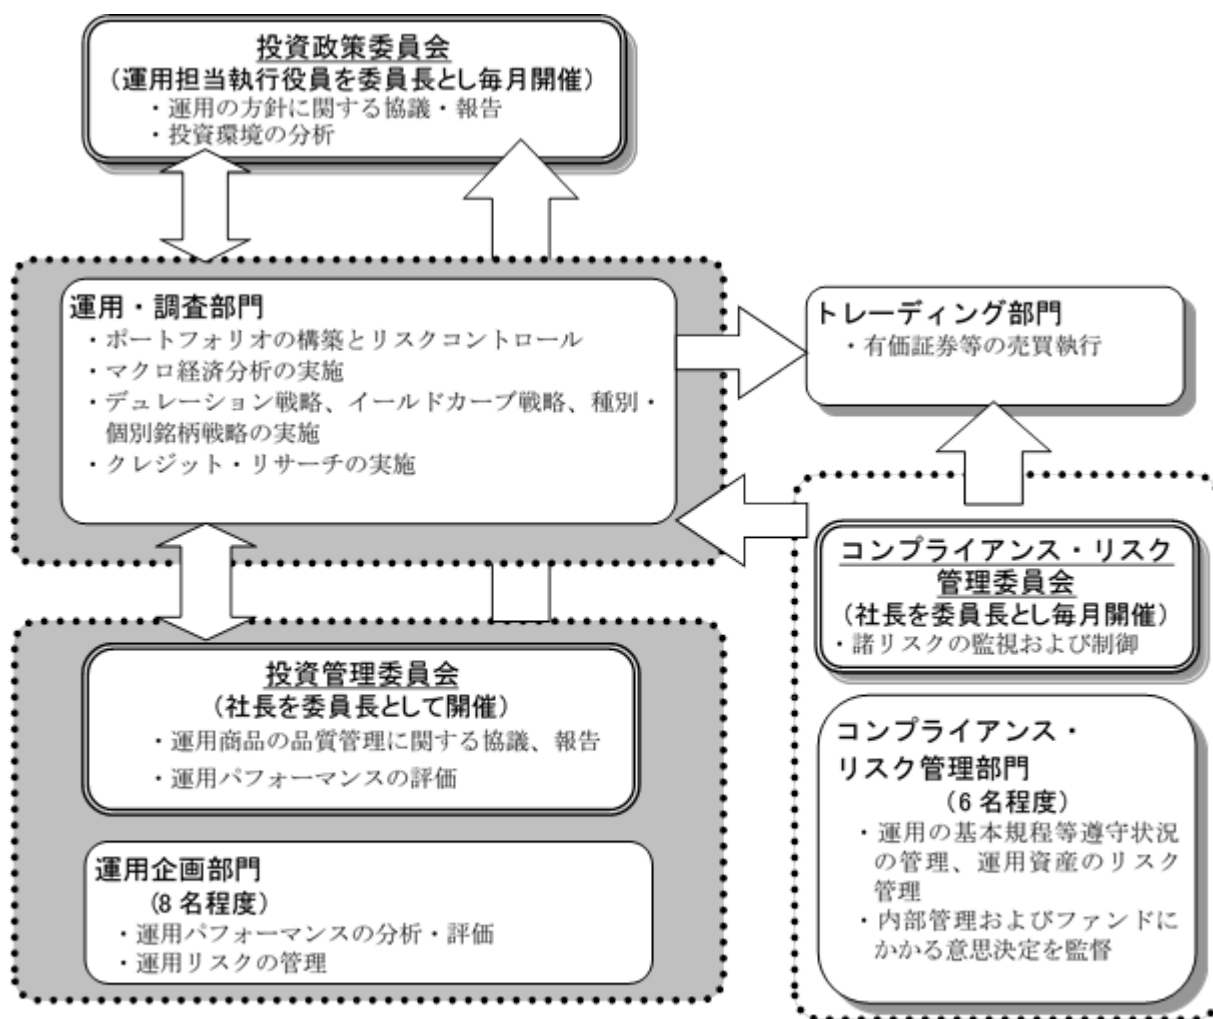 投資政策委員会
(運用担当執行役員を委員長とし毎月開催)
・運用の方針に関する協議・報告
・投資環境の分析
運用・調査部門
・ポートフォリオの構築とリスクコントロール
・マクロ経済分析の実施
・デュレーション戦略、イールドカーブ戦略、種別・
個別銘柄戦略の実施
・クレジット・リサーチの実施
トレーディング部門
・有価証券等の売買執行
投資管理委員会
(社長を委員長として開催)
・運用商品の品質管理に関する協議、報告
・運用パフォーマンスの評価
運用企画部門
(8 名程度)
・運用パフォーマンスの分析・評価
・運用リスクの管理
コンプライアンス・リスク
管理委員会
(社長を委員長とし毎月開催)
・諸リスクの監視および制御
コンプライアンス・
リスク管理部門
(6 名程度)
・運用の基本規程等遵守状況
の管理、運用資産のリスク
管理
・内部管理およびファンドに
かかる意思決定を監督